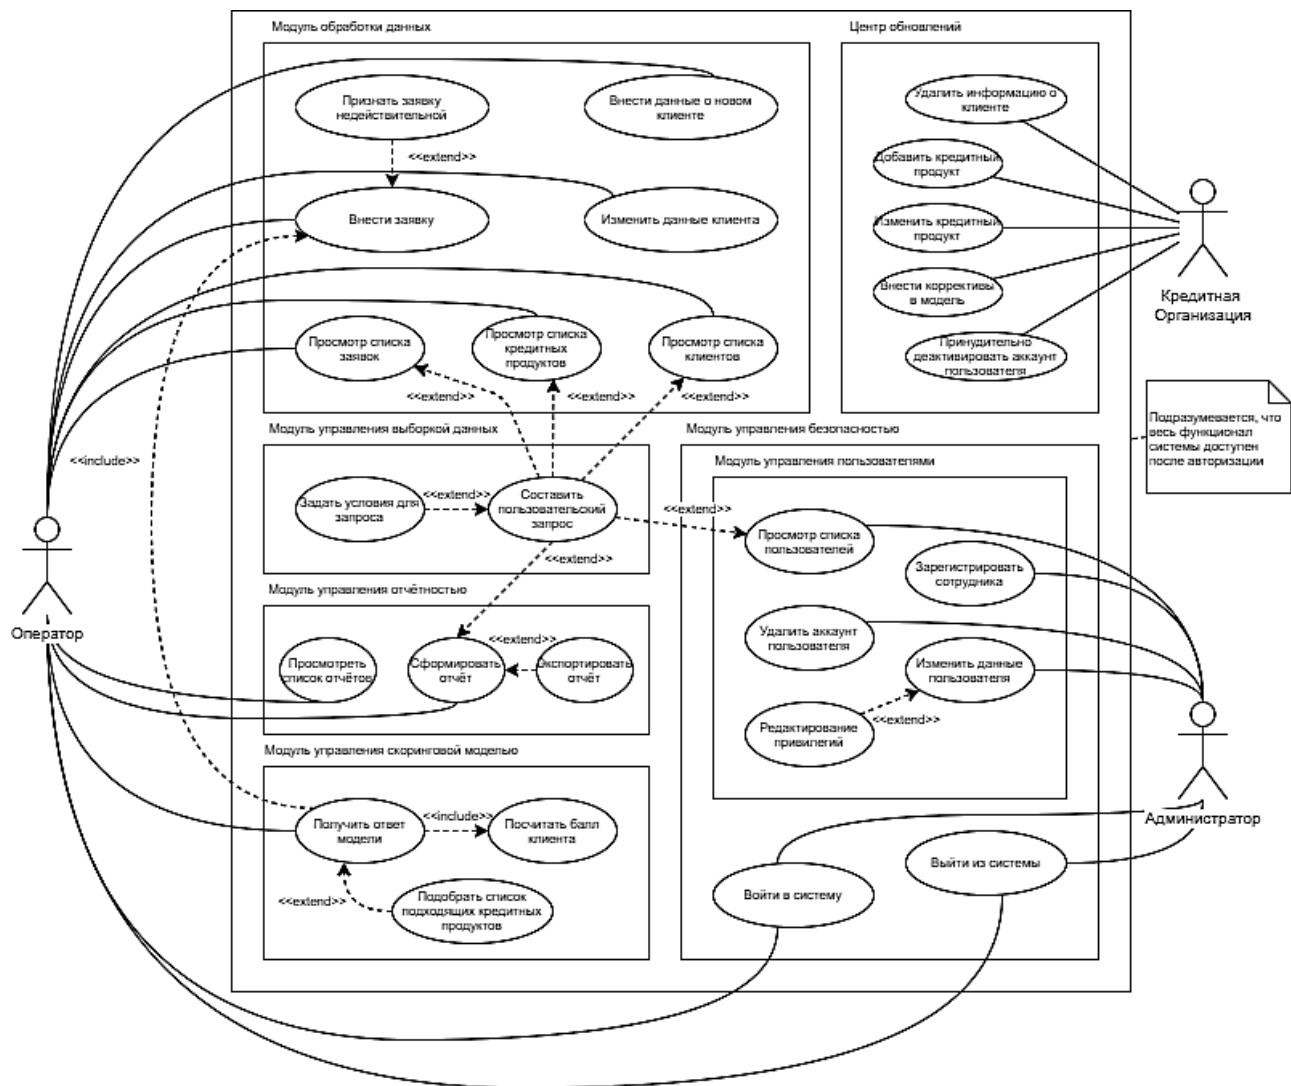 Модуль обработки данных
Признать заявку
недействительной
Внести данные о новом
клиенте
<<extend>>
Внести заявку
Изменить данные клиента
Просмотр списка
заявок
Просмотр списка
кредитных
продуктов
Просмотр списка
клиентов
<<extend>>
<<extend>>
<<extend>>
Центр обновлений
Удалить информацию о
клиенте
Добавить кредитный
продукт
Изменить кредитный
продукт
Внести коррективы
в модель
Принудительно
деактивировать аккаунт
пользователя
Кредитная
Организация
Подразумевается, что
весь функционал
системы доступен
после авторизации
<<include>>
Оператор
Модуль управления выборкой данных
Задать условия для
запроса
<<extend>>
Составить
пользовательский
запрос
<<extend>>
<<extend>>
Модуль управления отчётностью
Просмотреть
список отчётов
Сформировать
отчёт
<<extend>>
Экспортировать
отчёт
Модуль управления скоринговой моделью
Получить ответ
модели
<<include>>
Посчитать балл
клиента
<<extend>>
Подобрать список
подходящих кредитных
продуктов
Модуль управления безопасностью
Модуль управления пользователями
Просмотр списка
пользователей
Зарегистрировать
сотрудника
Удалить аккаунт
пользователя
Изменить данные
пользователя
<<extend>>
Редактирование
привилегий
Войти в систему
Выйти из системы
Администратор